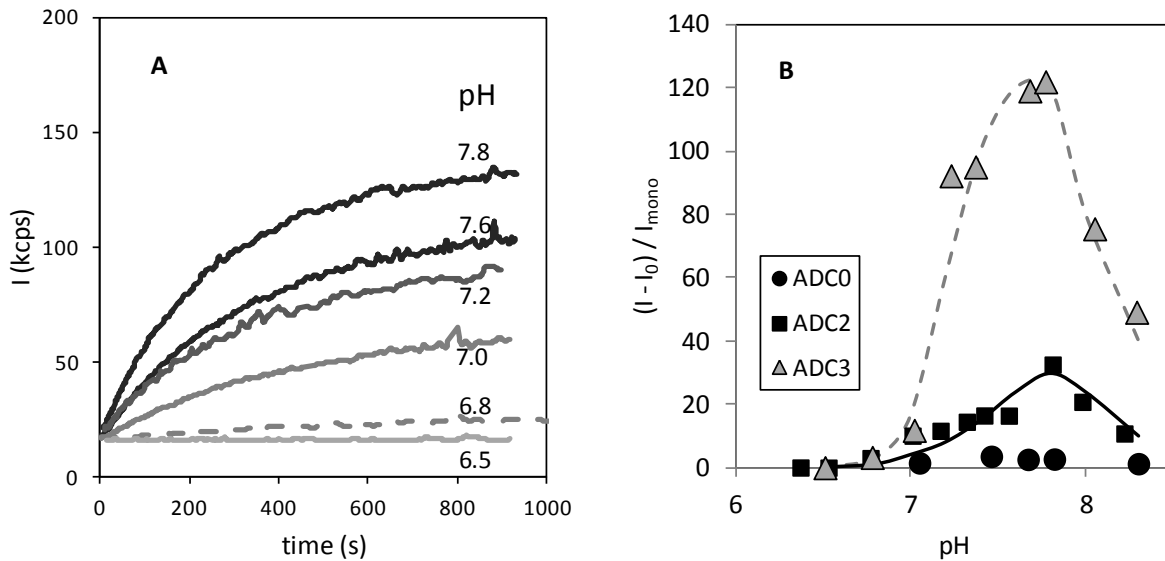 A
pH
200
150
100
50
0
I (kcps)
7.8
7.6
7.2
7.0
6.8
6.5
0 200 400 600 800 1000
time (s)
B
140
120
100
80
60
40
20
0
(I - I₀) / Iₘₒₙₒ
ADC0
ADC2
ADC3
6 7 8
pH